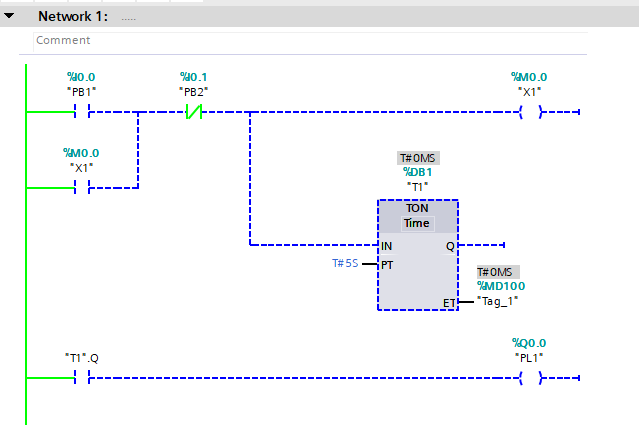 Network 1: .....
Comment
%I0.0 %I0.1 %M0.0
"PB1" "PB2" "X1"
%M0.0
"X1"
T#0MS
%DB1
"T1"
TON
Time
IN Q
T#5S PT
T#0MS
%MD100
ET "Tag_1"
%Q0.0
"T1".Q "PL1"